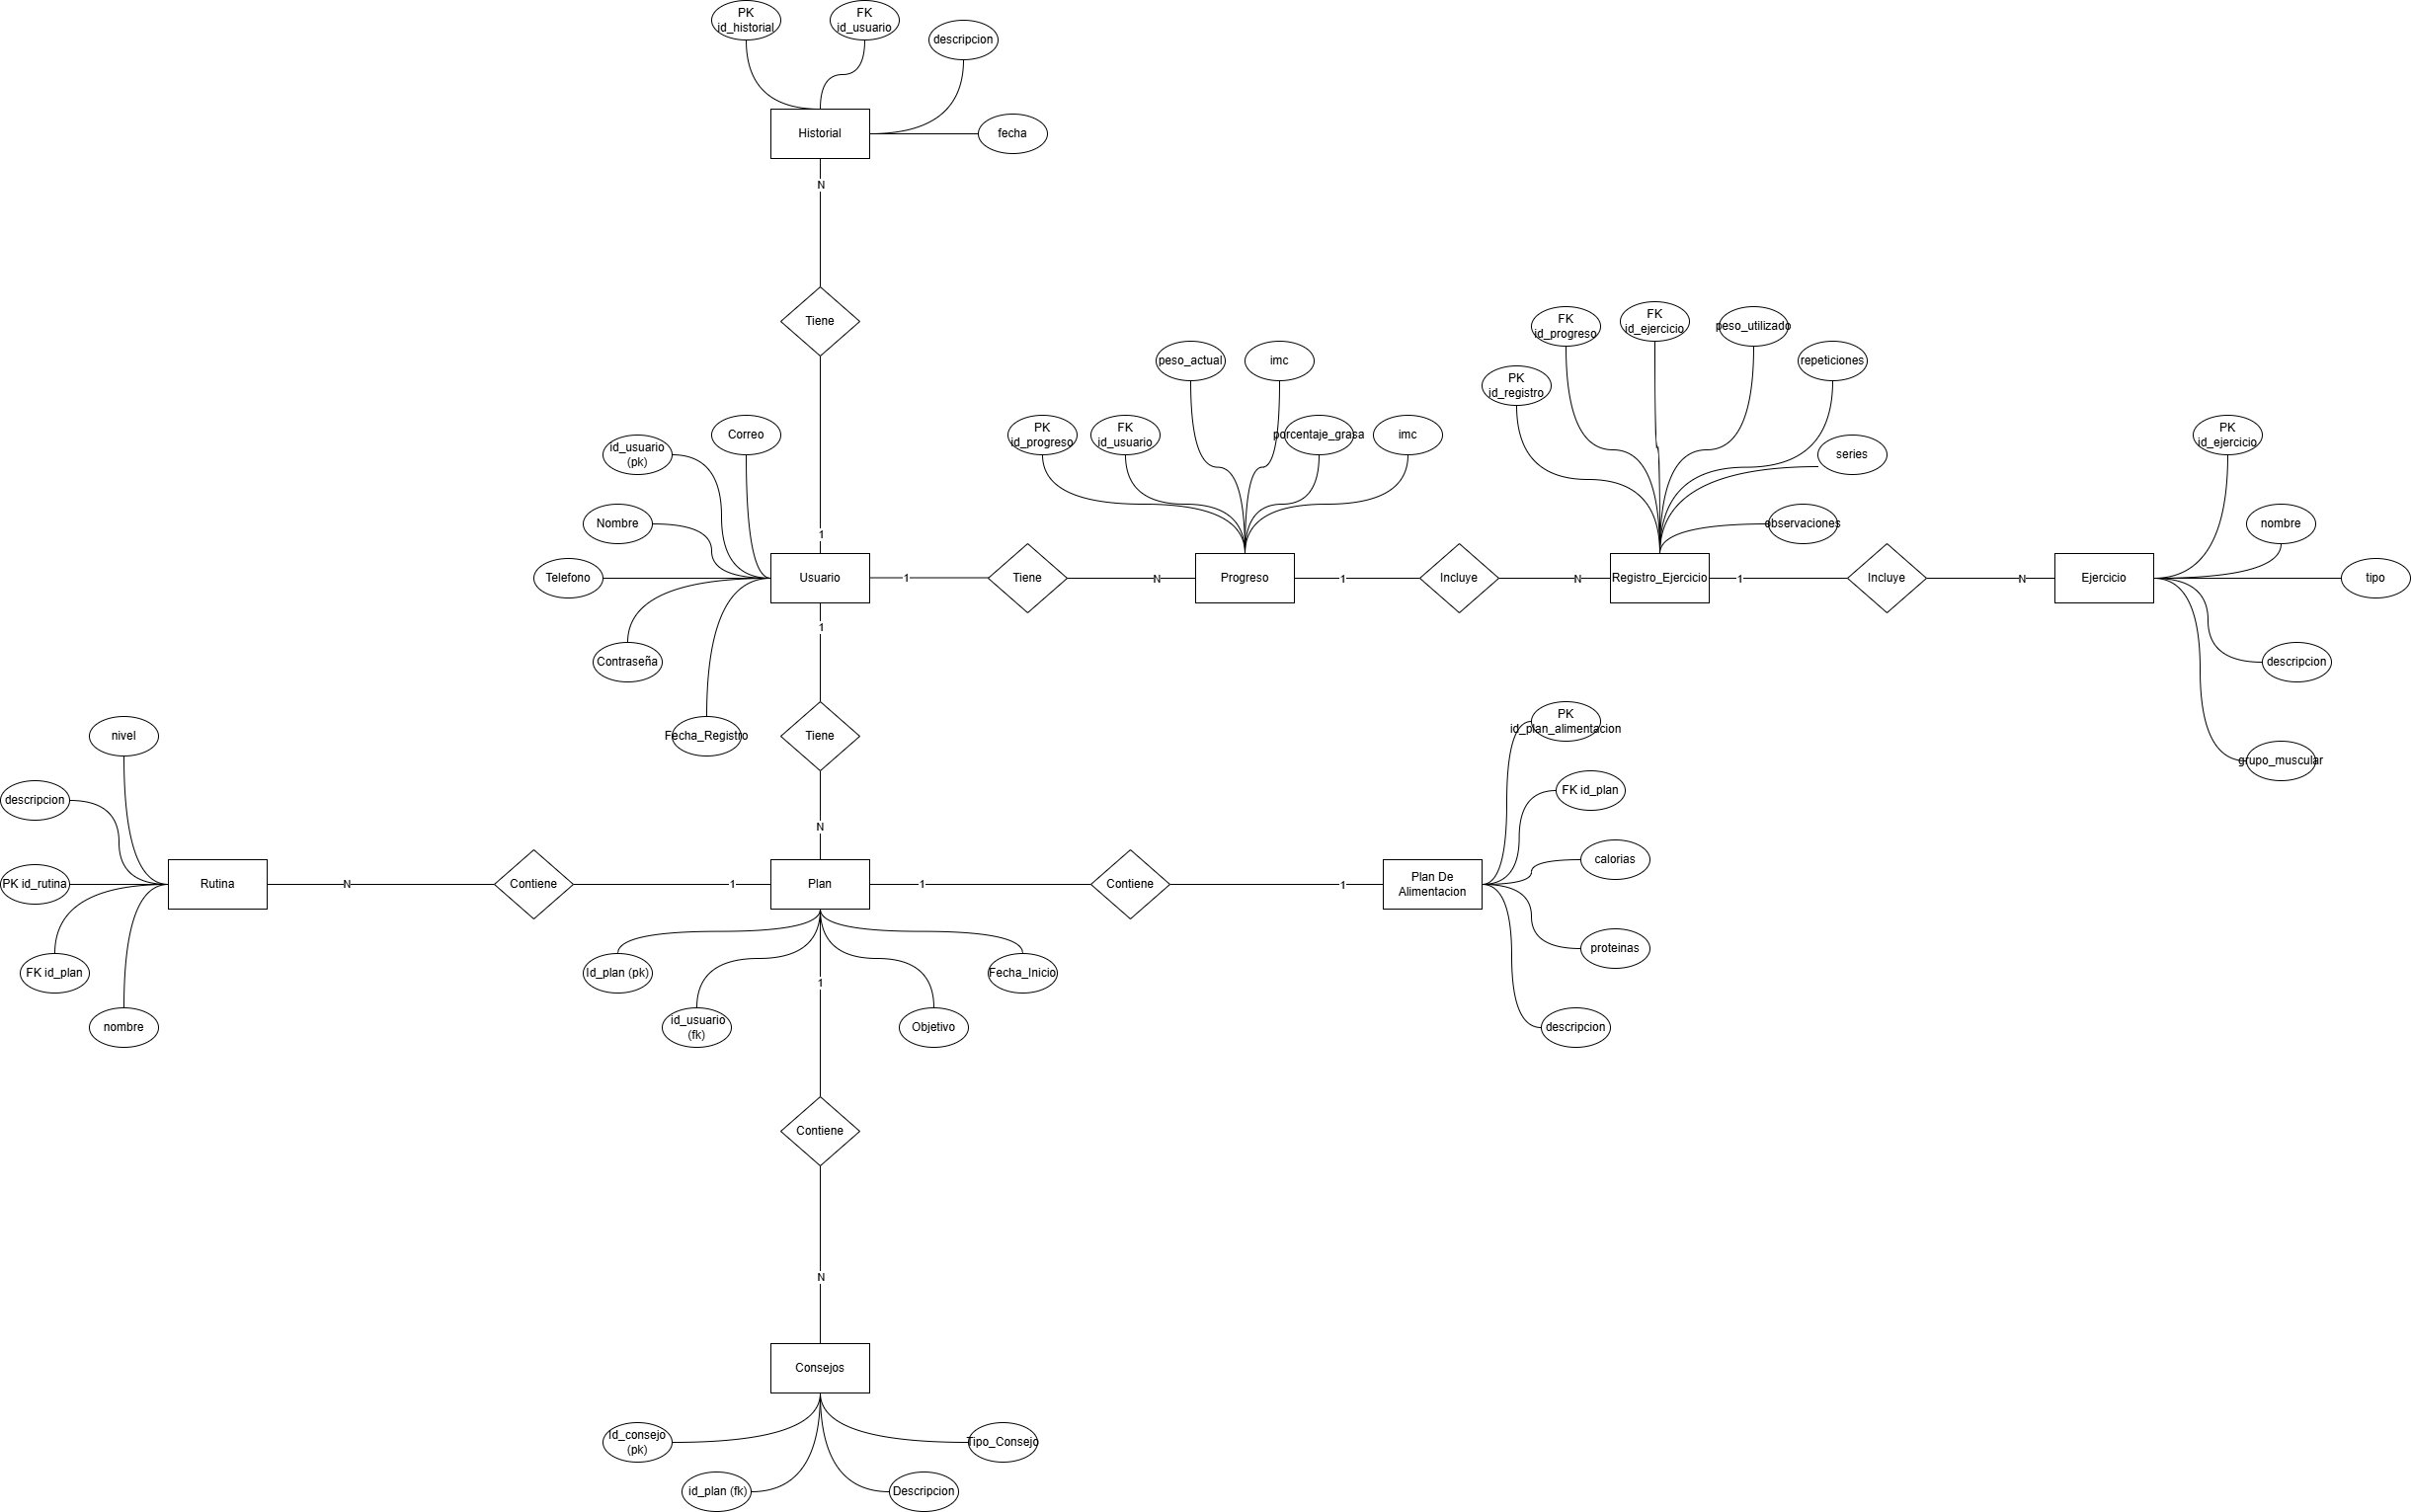 PK
id_historial
FK
id_usuario
descripcion
Historial
fecha
N
Tiene
1
id_usuario
(pk)
Correo
Nombre
Telefono
Contraseña
Fecha_Registro
Usuario
1
Tiene
N
PK
id_progreso
FK
id_usuario
peso_actual
imc
porcentaje_grasa
imc
Progreso
1
Incluye
N
PK
id_registro
FK
id_progreso
FK
id_ejercicio
peso_utilizado
repeticiones
series
observaciones
Registro_Ejercicio
1
Incluye
N
Ejercicio
PK
id_ejercicio
nombre
tipo
descripcion
grupo_muscular
1
Tiene
N
nivel
descripcion
PK id_rutina
FK id_plan
nombre
Rutina
N
Contiene
1
Plan
1
Contiene
1
Plan De
Alimentacion
PK
id_plan_alimentacion
FK id_plan
calorias
proteinas
descripcion
Id_plan (pk)
id_usuario
(fk)
Objetivo
Fecha_Inicio
1
Contiene
N
Consejos
Id_consejo
(pk)
id_plan (fk)
Descripcion
Tipo_Consejo